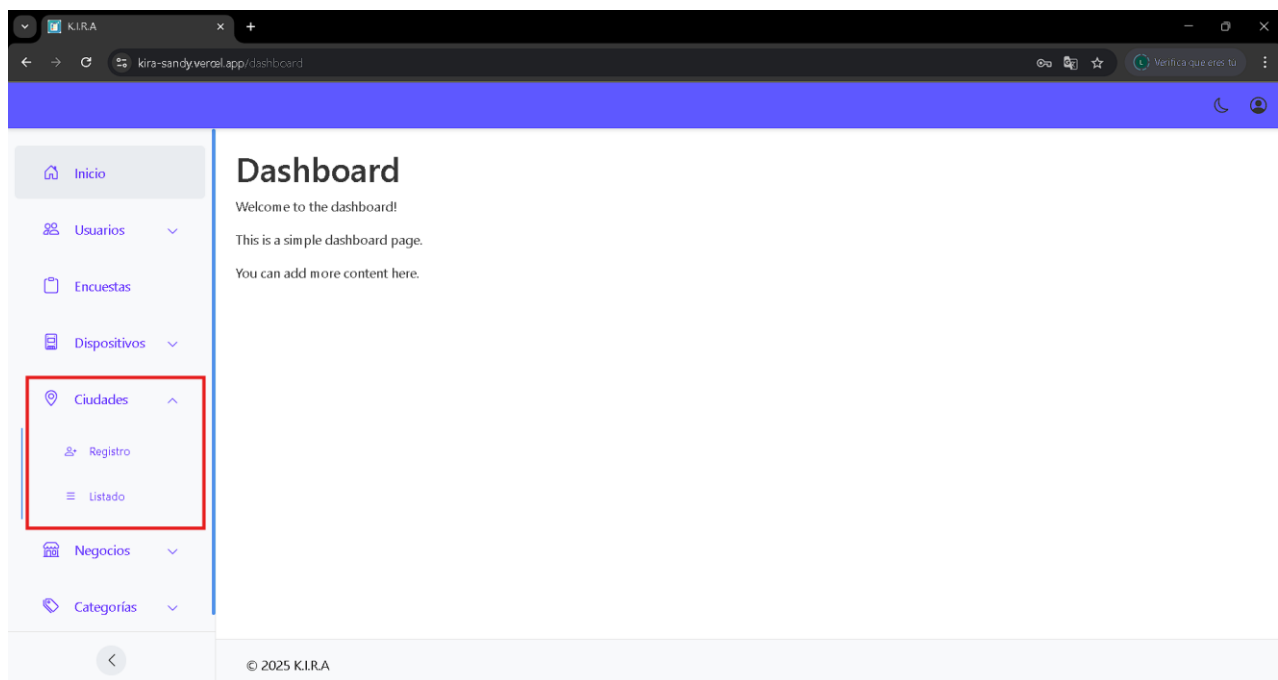 K.I.R.A
kira-sandy.vercel.app/dashboard
Verifica que eres tú
Inicio
Usuarios
Encuestas
Dispositivos
Ciudades
Registro
Listado
Negocios
Categorías
Dashboard
Welcome to the dashboard!
This is a simple dashboard page.
You can add more content here.
© 2025 K.I.R.A